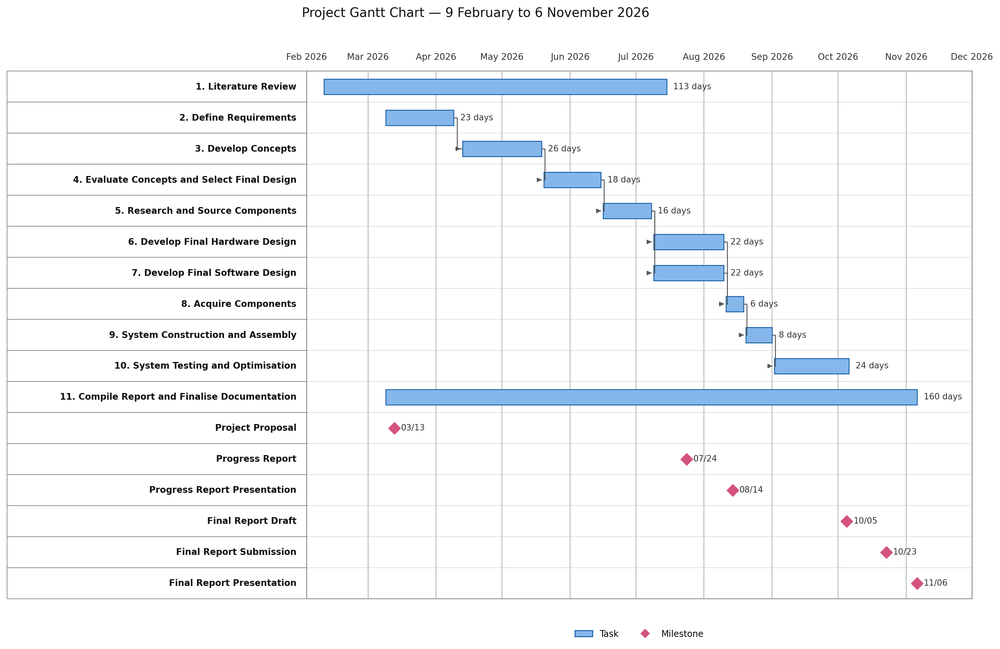 Project Gantt Chart — 9 February to 6 November 2026
Feb 2026 Mar 2026 Apr 2026 May 2026 Jun 2026 Jul 2026 Aug 2026 Sep 2026 Oct 2026 Nov 2026 Dec 2026
1. Literature Review 113 days
2. Define Requirements 23 days
3. Develop Concepts 26 days
4. Evaluate Concepts and Select Final Design 18 days
5. Research and Source Components 16 days
6. Develop Final Hardware Design 22 days
7. Develop Final Software Design 22 days
8. Acquire Components 6 days
9. System Construction and Assembly 8 days
10. System Testing and Optimisation 24 days
11. Compile Report and Finalise Documentation 160 days
Project Proposal 03/13
Progress Report 07/24
Progress Report Presentation 08/14
Final Report Draft 10/05
Final Report Submission 10/23
Final Report Presentation 11/06
Task Milestone